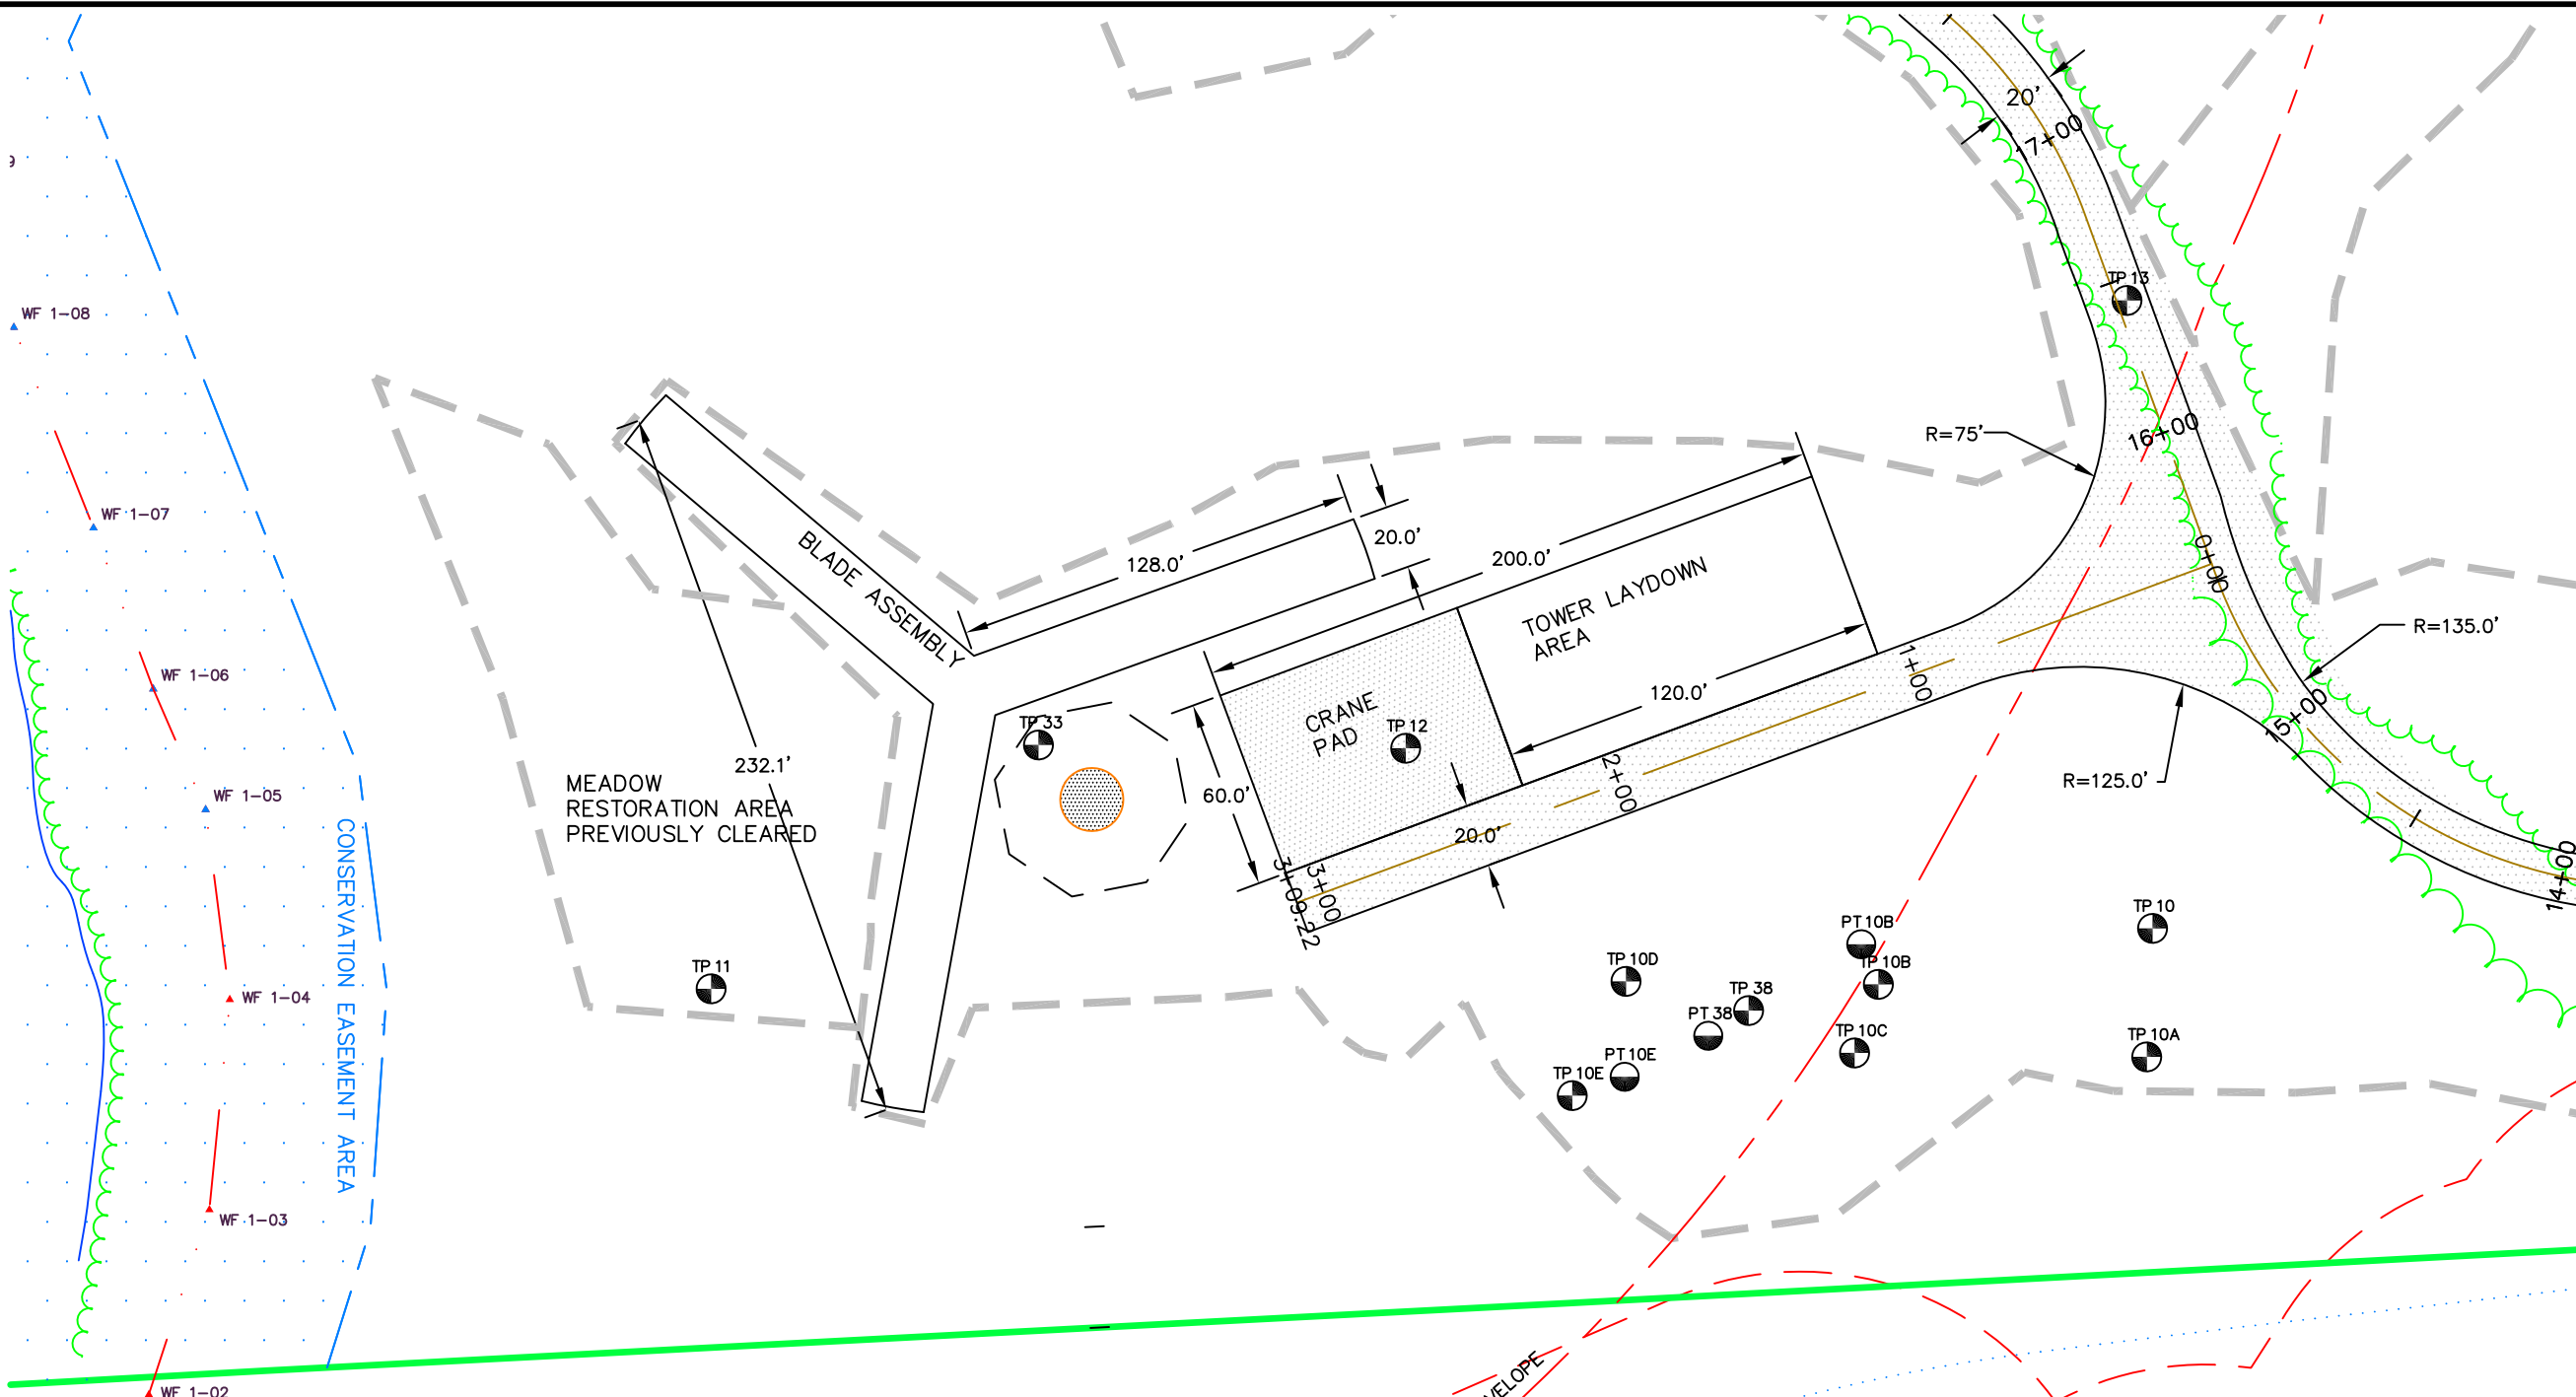 20'
17+00
9
TP 13
WF 1-08
R=75'
16+00
WF 1-07
128.0'
20.0'
200.0'
0+00
BLADE ASSEMBLY
TOWER LAYDOWN
AREA
R=135.0'
WF 1-06
1+00
120.0'
CRANE
PAD
TP 33
TP 12
15+00
232.1'
R=125.0'
MEADOW
RESTORATION AREA
PREVIOUSLY CLEARED
WF 1-05
60.0'
2+00
20.0'
CONSERVATION EASEMENT AREA
3+00
3+09.22
14+00
TP 10
PT 10B
TP 10B
TP 10D
TP 11
TP 38
PT 38
WF 1-04
TP 10C
TP 10A
PT 10E
TP 10E
WF 1-03
VELOPE
WF 1-02